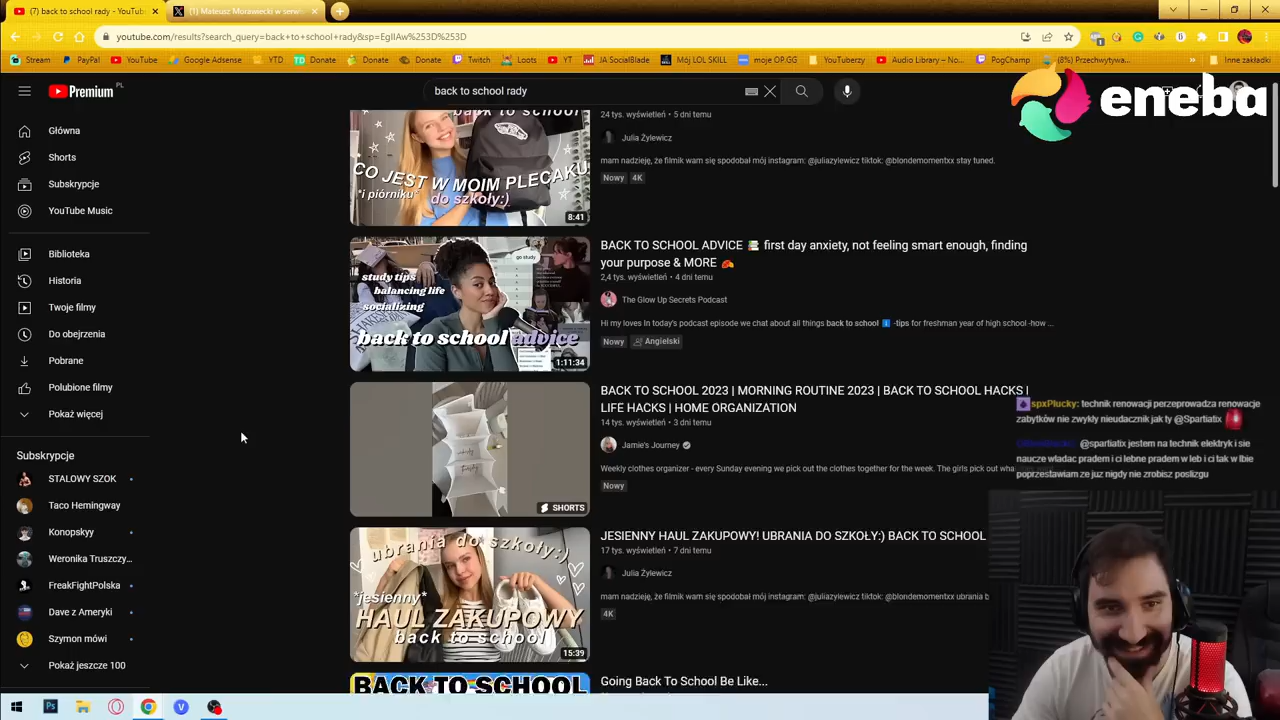 (7) back to school rady - YouTu
(1) Mateusz Morawiecki w serwi
youtube.com/results?search_query=back+to+school+rady&sp=EgIIAw%253D%253D
Stream
PayPal
YouTube
Google Adsense
YTD
Donate
Donate
Donate
Twitch
Loots
YT
JA SocialBlade
Mój LOL SKILL
moje OP.GG
YouTuberzy
Audio Library – No...
PogChamp
(8%) Przechwytywa...
Inne zakładki
Premium PL
back to school rady
eneba
Główna
Shorts
Subskrypcje
YouTube Music
Biblioteka
Historia
Twoje filmy
Do obejrzenia
Pobrane
Polubione filmy
Pokaż więcej
Subskrypcje
STALOWY SZOK
Taco Hemingway
Konopskyy
Weronika Truszczy...
FreakFightPolska
Dave z Ameryki
Szymon mówi
Pokaż jeszcze 100
back to school
CO JEST W MOIM PLECAKU
*i piórniku* do szkoły:)
8:41
24 tys. wyświetleń • 5 dni temu
Julia Żylewicz
mam nadzieję, że filmik wam się spodobał mój instagram: @juliazylewicz tiktok: @blondemomentxx stay tuned.
Nowy 4K
go study
study tips
balancing life
socializing
back to school advice
1:11:34
BACK TO SCHOOL ADVICE 📚 first day anxiety, not feeling smart enough, finding
your purpose & MORE 🍂
2,4 tys. wyświetleń • 4 dni temu
The Glow Up Secrets Podcast
Hi my loves In today's podcast episode we chat about all things back to school ℹ️ -tips for freshman year of high school -how ...
Nowy Angielski
SHORTS
BACK TO SCHOOL 2023 | MORNING ROUTINE 2023 | BACK TO SCHOOL HACKS |
LIFE HACKS | HOME ORGANIZATION
14 tys. wyświetleń • 3 dni temu
Jamie's Journey
Weekly clothes organizer - every Sunday evening we pick out the clothes together for the week. The girls pick out
Nowy
ubrania do szkoły:)
*jesienny*
HAUL ZAKUPOWY
back to school
15:39
JESIENNY HAUL ZAKUPOWY! UBRANIA DO SZKOŁY:) BACK TO SCHOOL
17 tys. wyświetleń • 7 dni temu
Julia Żylewicz
mam nadzieję, że filmik wam się spodobał mój instagram: @juliazylewicz tiktok: @blondemomentxx ubrania
4K
BACK TO SCHOOL
Going Back To School Be Like...
spxPlucky: technik renowacji perzeprowadza renowacje
zabytków nie zwykly nieudacznik jak ty @Spartiatix
@spartiatix jestem na technik elektryk i sie
naucze wladac pradem i ci lebne pradem w leb i ci tak w lbie
poprzestawiam ze juz nigdy nie zrobisz poslizgu